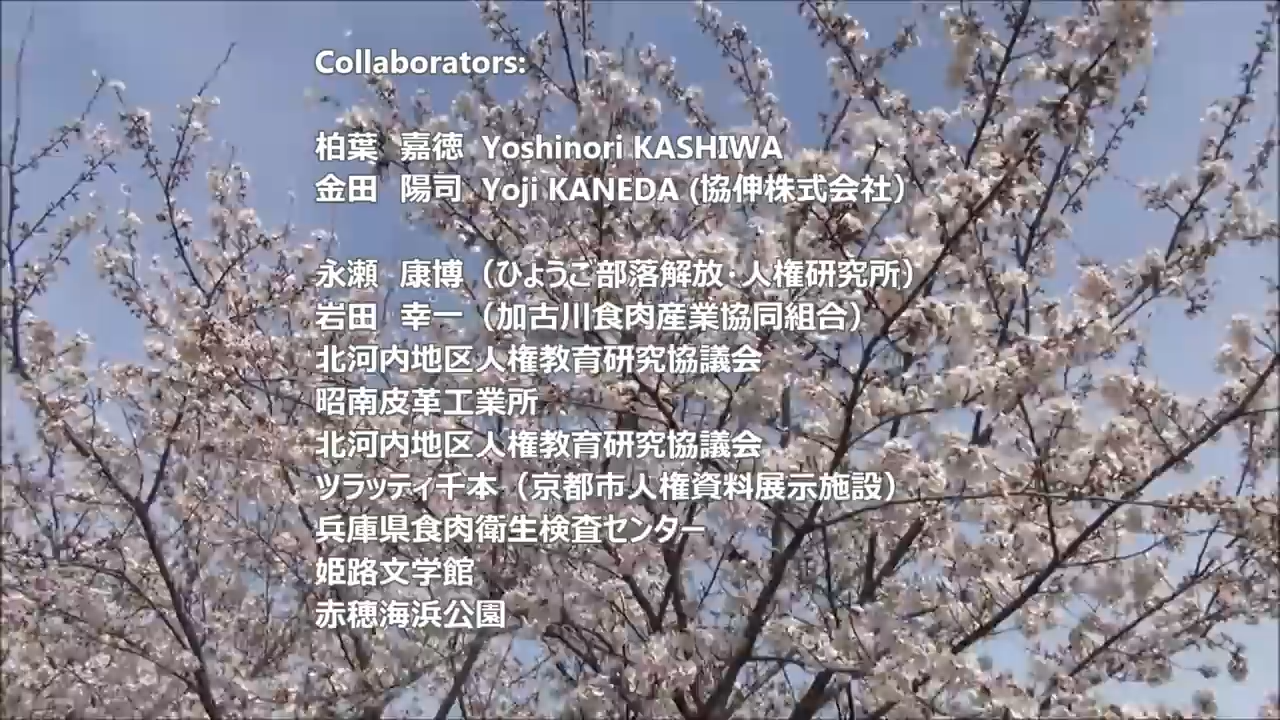 Collaborators:
柏葉 嘉徳 Yoshinori KASHIWA
金田 陽司 Yoji KANEDA (協伸株式会社）
永瀬 康博（ひょうご部落解放・人権研究所）
岩田 幸一（加古川食肉産業協同組合）
北河内地区人権教育研究協議会
昭南皮革工業所
北河内地区人権教育研究協議会
ツラッティ千本（京都市人権資料展示施設）
兵庫県食肉衛生検査センター
姫路文学館
赤穂海浜公園